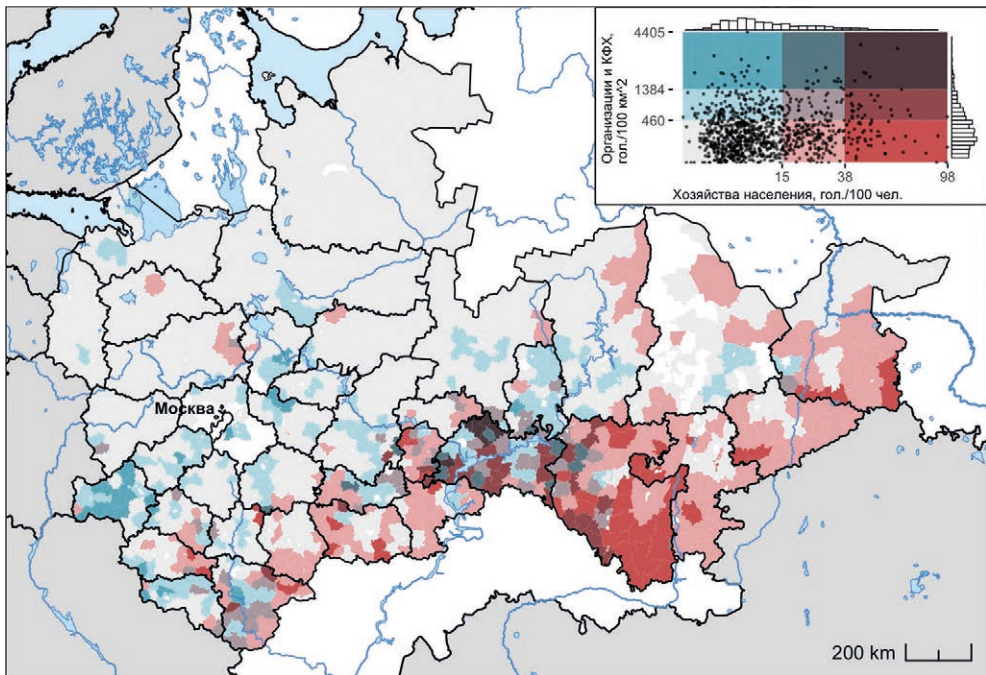 4405
1384
460
Организации и КФХ,
гол./100 км^2
15
38
98
Хозяйства населения, гол./100 чел.
Москва
200 km